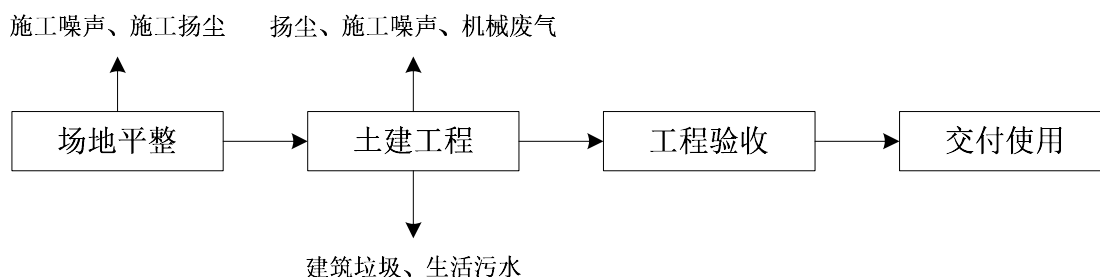 施工噪声、施工扬尘
扬尘、施工噪声、机械废气
场地平整
土建工程
工程验收
交付使用
建筑垃圾、生活污水